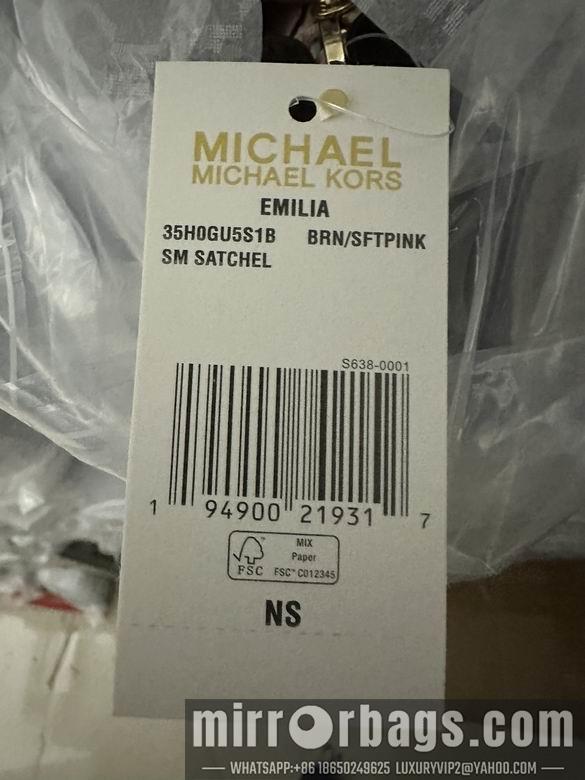 MICHAEL
MICHAEL KORS
EMILIA
35H0GU5S1B BRN/SFTPINK
SM SATCHEL
S638-0001
1 94900 21931 7
FSC™
MIX
Paper
FSC™ C012345
NS
mirrorbags.com
WHATSAPP:+86 18650249625 LUXURYVIP2@YAHOO.COM